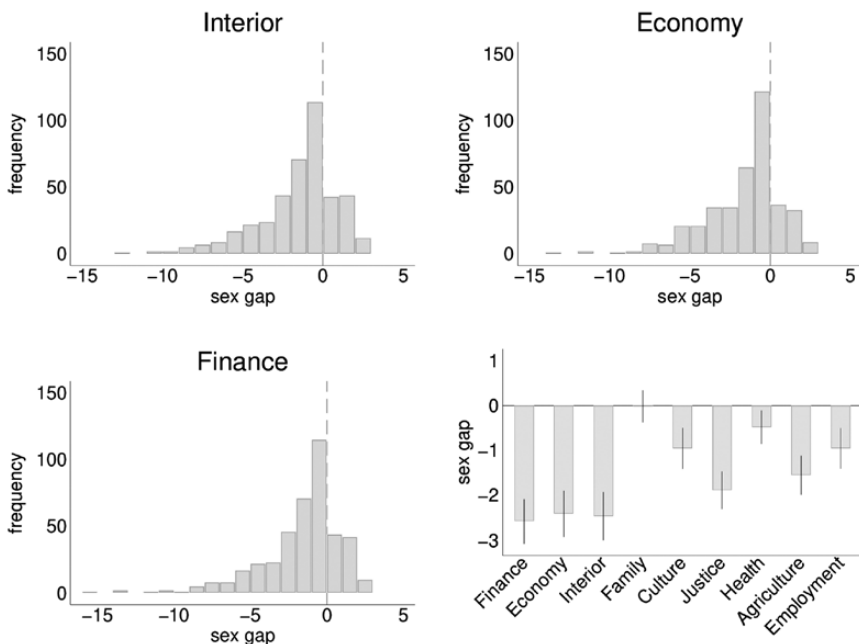 Interior
150
100
50
0
frequency
−15 −10 −5 0 5
sex gap
Economy
150
100
50
0
frequency
−15 −10 −5 0 5
sex gap
Finance
150
100
50
0
frequency
−15 −10 −5 0 5
sex gap
1
0
−1
−2
−3
sex gap
Finance
Economy
Interior
Family
Culture
Justice
Health
Agriculture
Employment